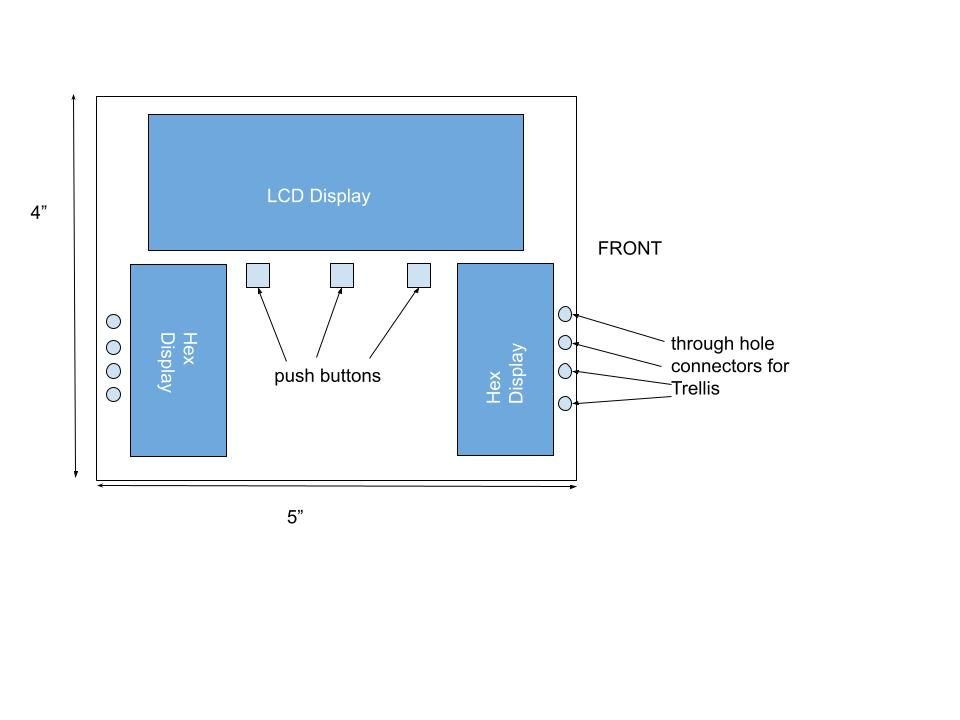 LCD Display
4”
FRONT
Hex
Display
Hex
Display
through hole
connectors for
Trellis
push buttons
5”